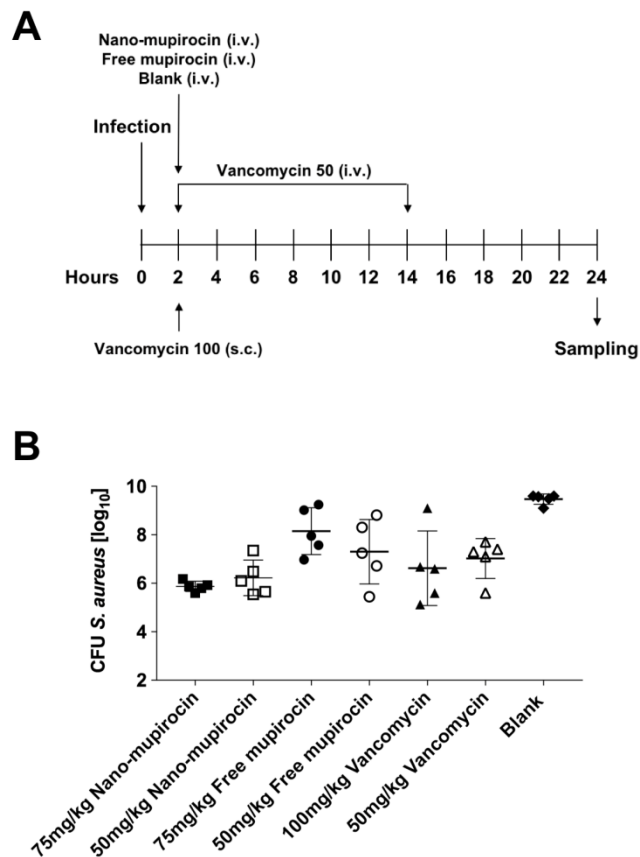 A
Nano-mupirocin (i.v.)
Free mupirocin (i.v.)
Blank (i.v.)
Infection
Vancomycin 50 (i.v.)
Hours 0 2 4 6 8 10 12 14 16 18 20 22 24
Vancomycin 100 (s.c.)
Sampling
B
CFU S. aureus [log10]
10
8
6
4
2
75mg/kg Nano-mupirocin
50mg/kg Nano-mupirocin
75mg/kg Free mupirocin
50mg/kg Free mupirocin
100mg/kg Vancomycin
50mg/kg Vancomycin
Blank